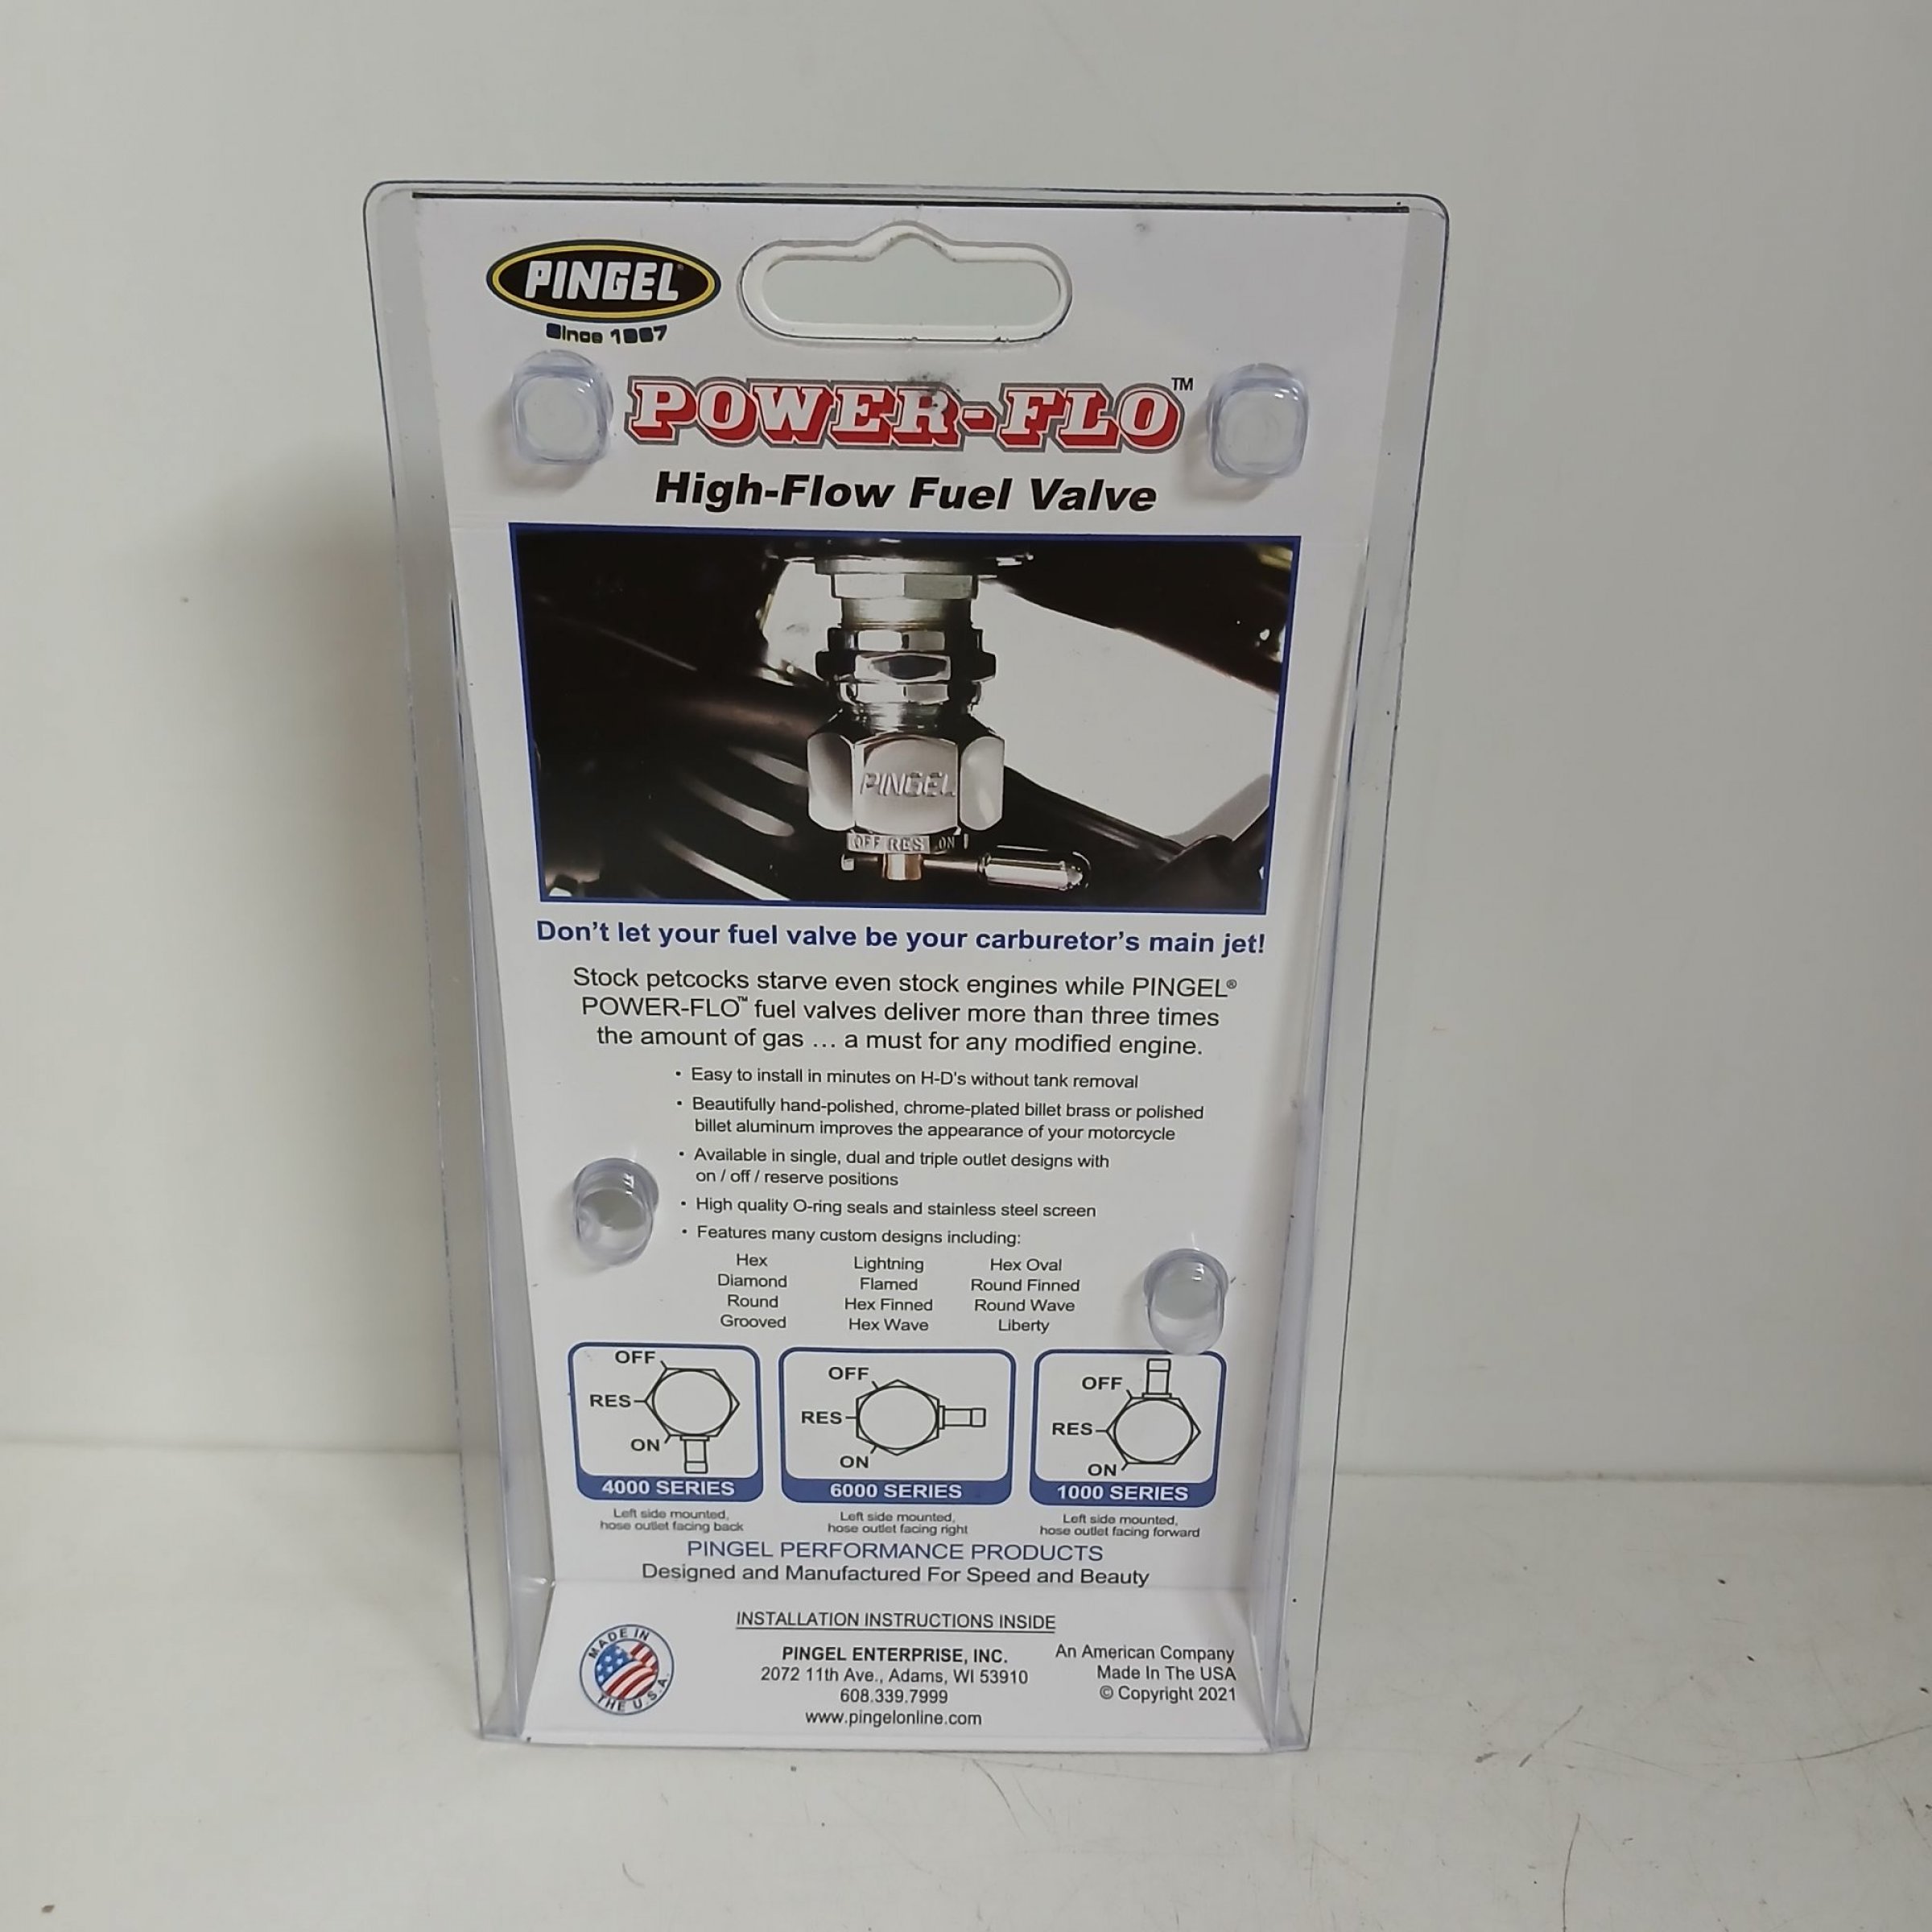 PINGEL
Since 1967
POWER-FLO™
High-Flow Fuel Valve
PINGEL
OFF RES ON
Don't let your fuel valve be your carburetor's main jet!
Stock petcocks starve even stock engines while PINGEL®
POWER-FLO™ fuel valves deliver more than three times
the amount of gas ... a must for any modified engine.
• Easy to install in minutes on H-D's without tank removal
• Beautifully hand-polished, chrome-plated billet brass or polished
billet aluminum improves the appearance of your motorcycle
• Available in single, dual and triple outlet designs with
on / off / reserve positions
• High quality O-ring seals and stainless steel screen
• Features many custom designs including:
Hex Lightning Hex Oval
Diamond Flamed Round Finned
Round Hex Finned Round Wave
Grooved Hex Wave Liberty
OFF
RES
ON
4000 SERIES
Left side mounted,
hose outlet facing back
OFF
RES
ON
6000 SERIES
Left side mounted,
hose outlet facing right
OFF
RES
ON
1000 SERIES
Left side mounted,
hose outlet facing forward
PINGEL PERFORMANCE PRODUCTS
Designed and Manufactured For Speed and Beauty
INSTALLATION INSTRUCTIONS INSIDE
MADE IN
THE U.S.A.
PINGEL ENTERPRISE, INC.
2072 11th Ave., Adams, WI 53910
608.339.7999
www.pingelonline.com
An American Company
Made In The USA
© Copyright 2021